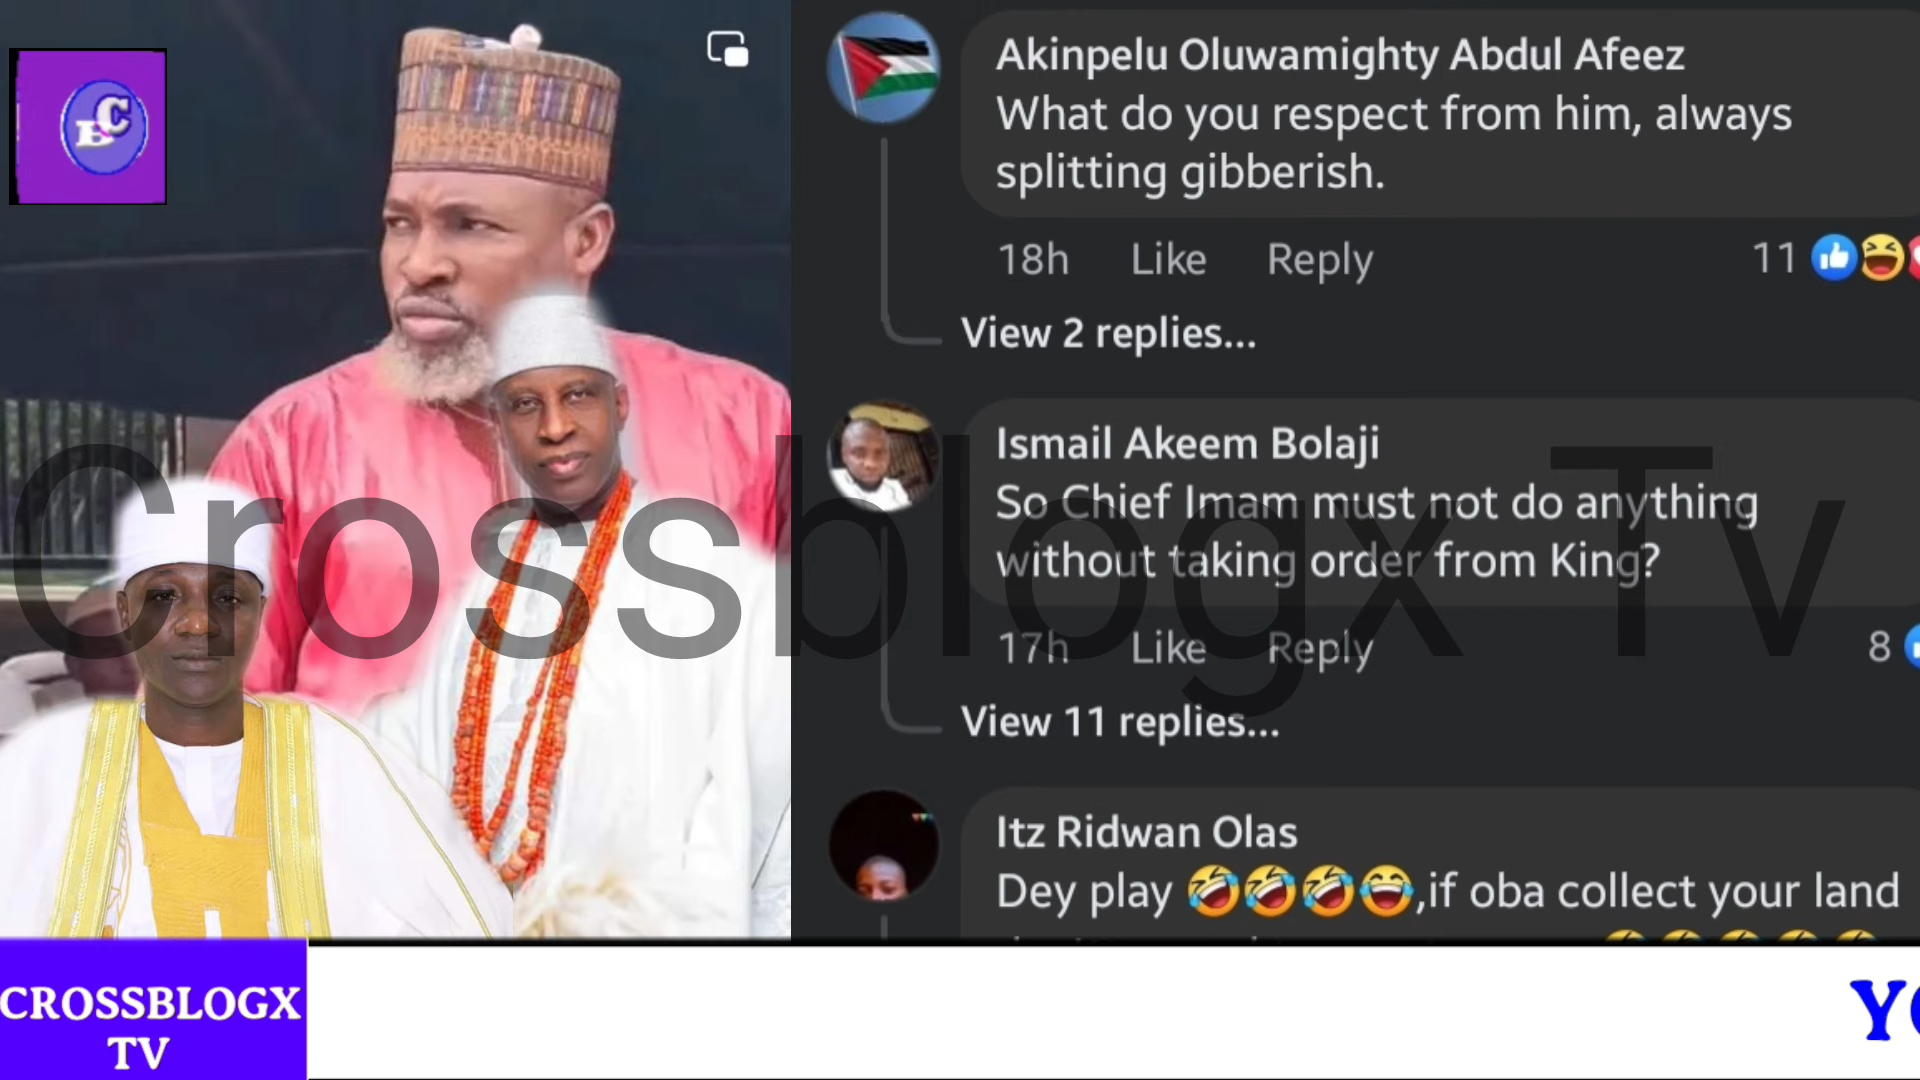 BC
Akinpelu Oluwamighty Abdul Afeez
What do you respect from him, always
splitting gibberish.
18h Like Reply 11
View 2 replies...
Ismail Akeem Bolaji
So Chief Imam must not do anything
without taking order from King?
17h Like Reply 8
View 11 replies...
Itz Ridwan Olas
Dey play 🤣🤣🤣😂,if oba collect your land
Crossblogx Tv
CROSSBLOGX
TV